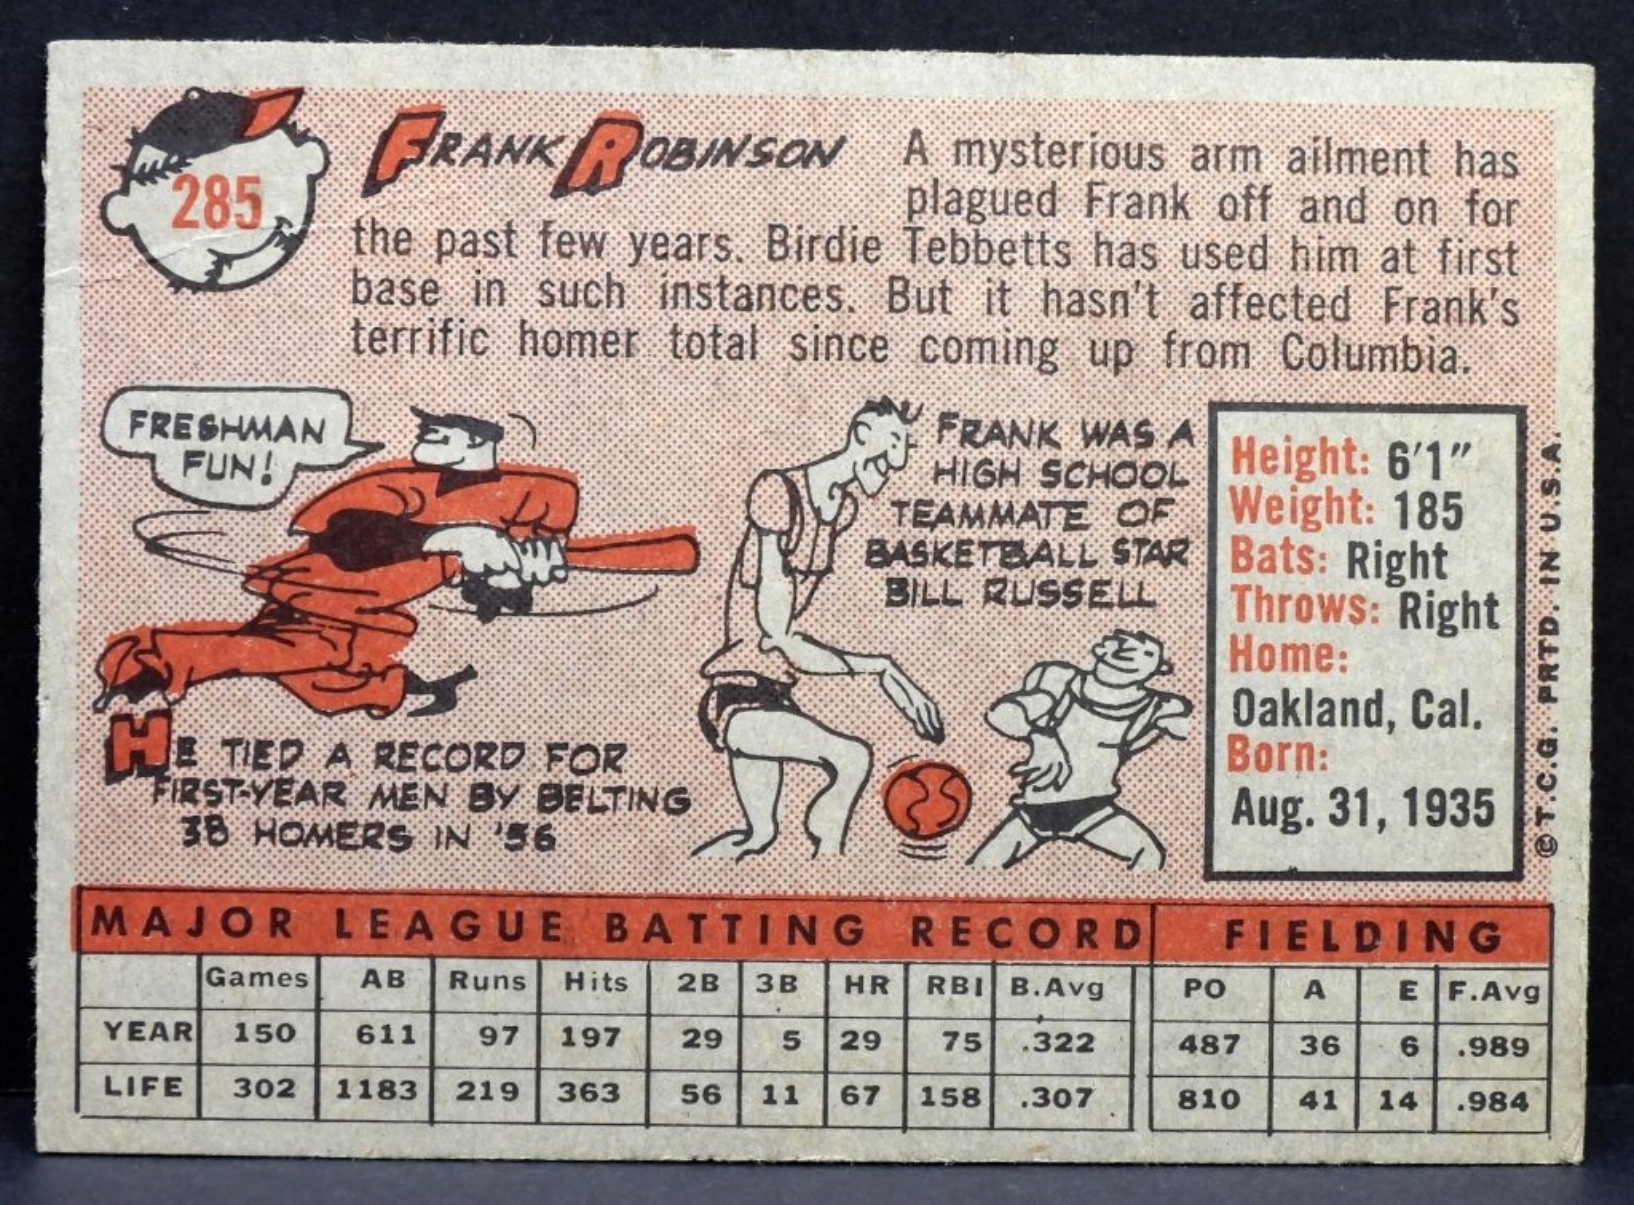 285
FRANK ROBINSON
A mysterious arm ailment has
plagued Frank off and on for
the past few years. Birdie Tebbetts has used him at first
base in such instances. But it hasn't affected Frank's
terrific homer total since coming up from Columbia.
FRESHMAN
FUN!
HE TIED A RECORD FOR
FIRST-YEAR MEN BY BELTING
38 HOMERS IN '56
FRANK WAS A
HIGH SCHOOL
TEAMMATE OF
BASKETBALL STAR
BILL RUSSELL
Height: 6'1"
Weight: 185
Bats: Right
Throws: Right
Home:
Oakland, Cal.
Born:
Aug. 31, 1935
©T.C.G. PRTD. IN U.S.A.
MAJOR LEAGUE BATTING RECORD FIELDING
Games AB Runs Hits 2B 3B HR RBI B.Avg PO A E F.Avg
YEAR 150 611 97 197 29 5 29 75 .322 487 36 6 .989
LIFE 302 1183 219 363 56 11 67 158 .307 810 41 14 .984